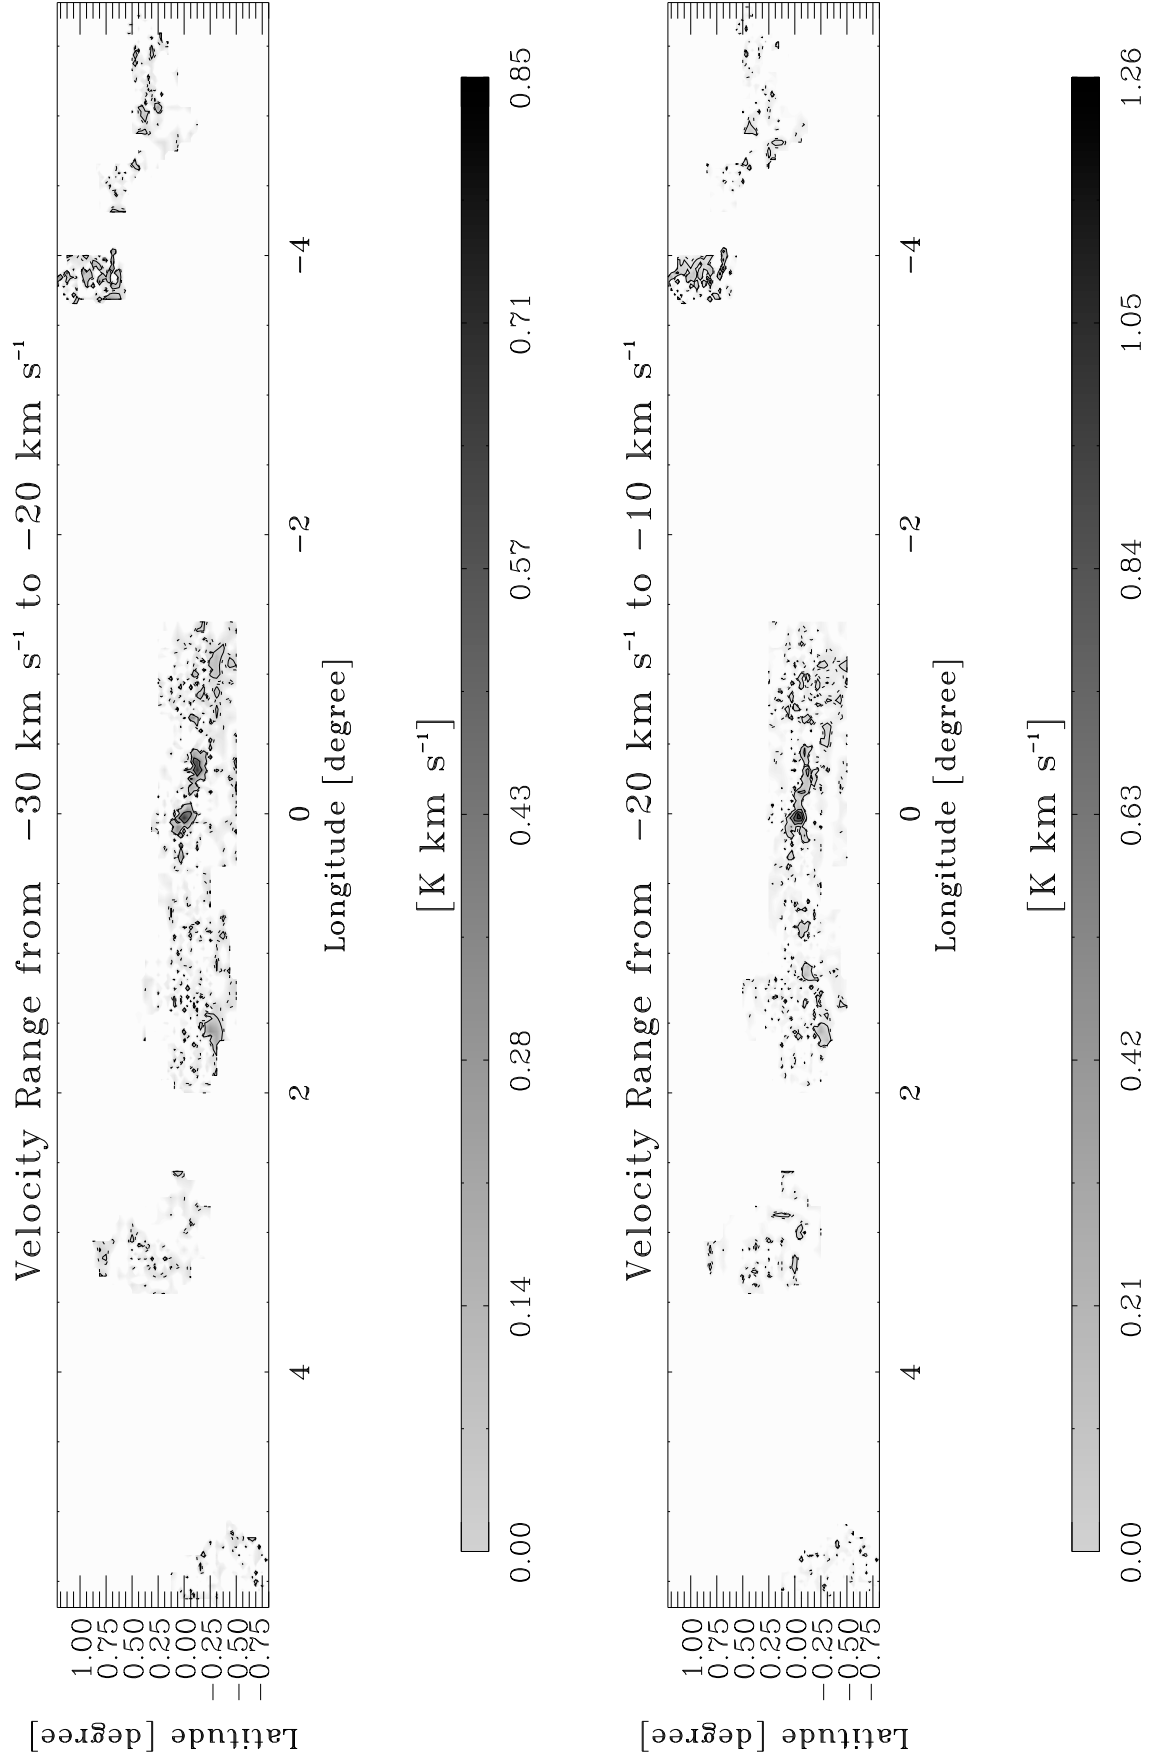 Velocity Range from −30 km s⁻¹ to −20 km s⁻¹
Latitude [degree]
1.00
0.75
0.50
0.25
0.00
−0.25
−0.50
−0.75
4 2 0 −2 −4
Longitude [degree]
[K km s⁻¹]
0.00 0.14 0.28 0.43 0.57 0.71 0.85
Velocity Range from −20 km s⁻¹ to −10 km s⁻¹
Latitude [degree]
1.00
0.75
0.50
0.25
0.00
−0.25
−0.50
−0.75
4 2 0 −2 −4
Longitude [degree]
[K km s⁻¹]
0.00 0.21 0.42 0.63 0.84 1.05 1.26